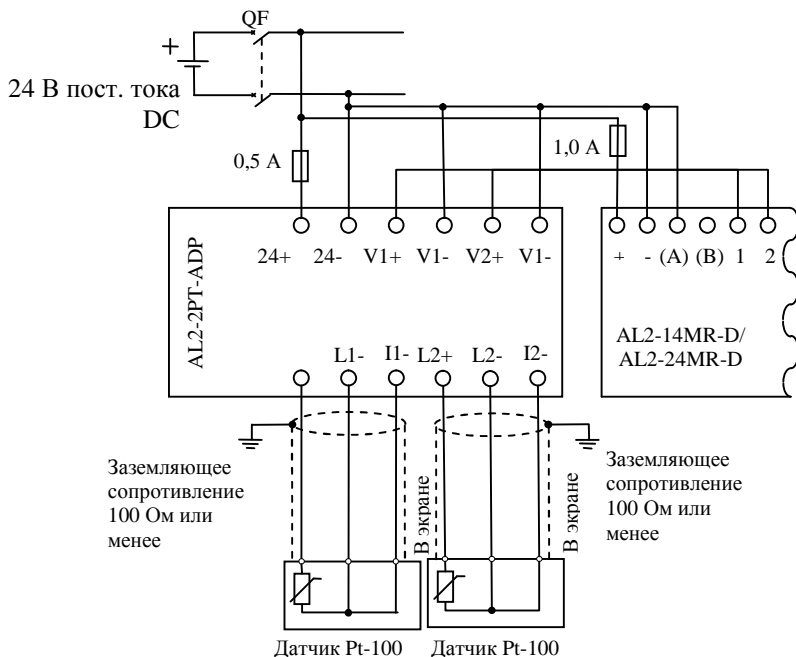 QF
+
24 В пост. тока
DC
0,5 А
1,0 А
24+ 24- V1+ V1- V2+ V1-
+ - (A) (B) 1 2
AL2-2PT-ADP
AL2-14MR-D/
AL2-24MR-D
L1- I1- L2+ L2- I2-
Заземляющее
сопротивление
100 Ом или
менее
В экране
В экране
Заземляющее
сопротивление
100 Ом или
менее
Датчик Pt-100 Датчик Pt-100